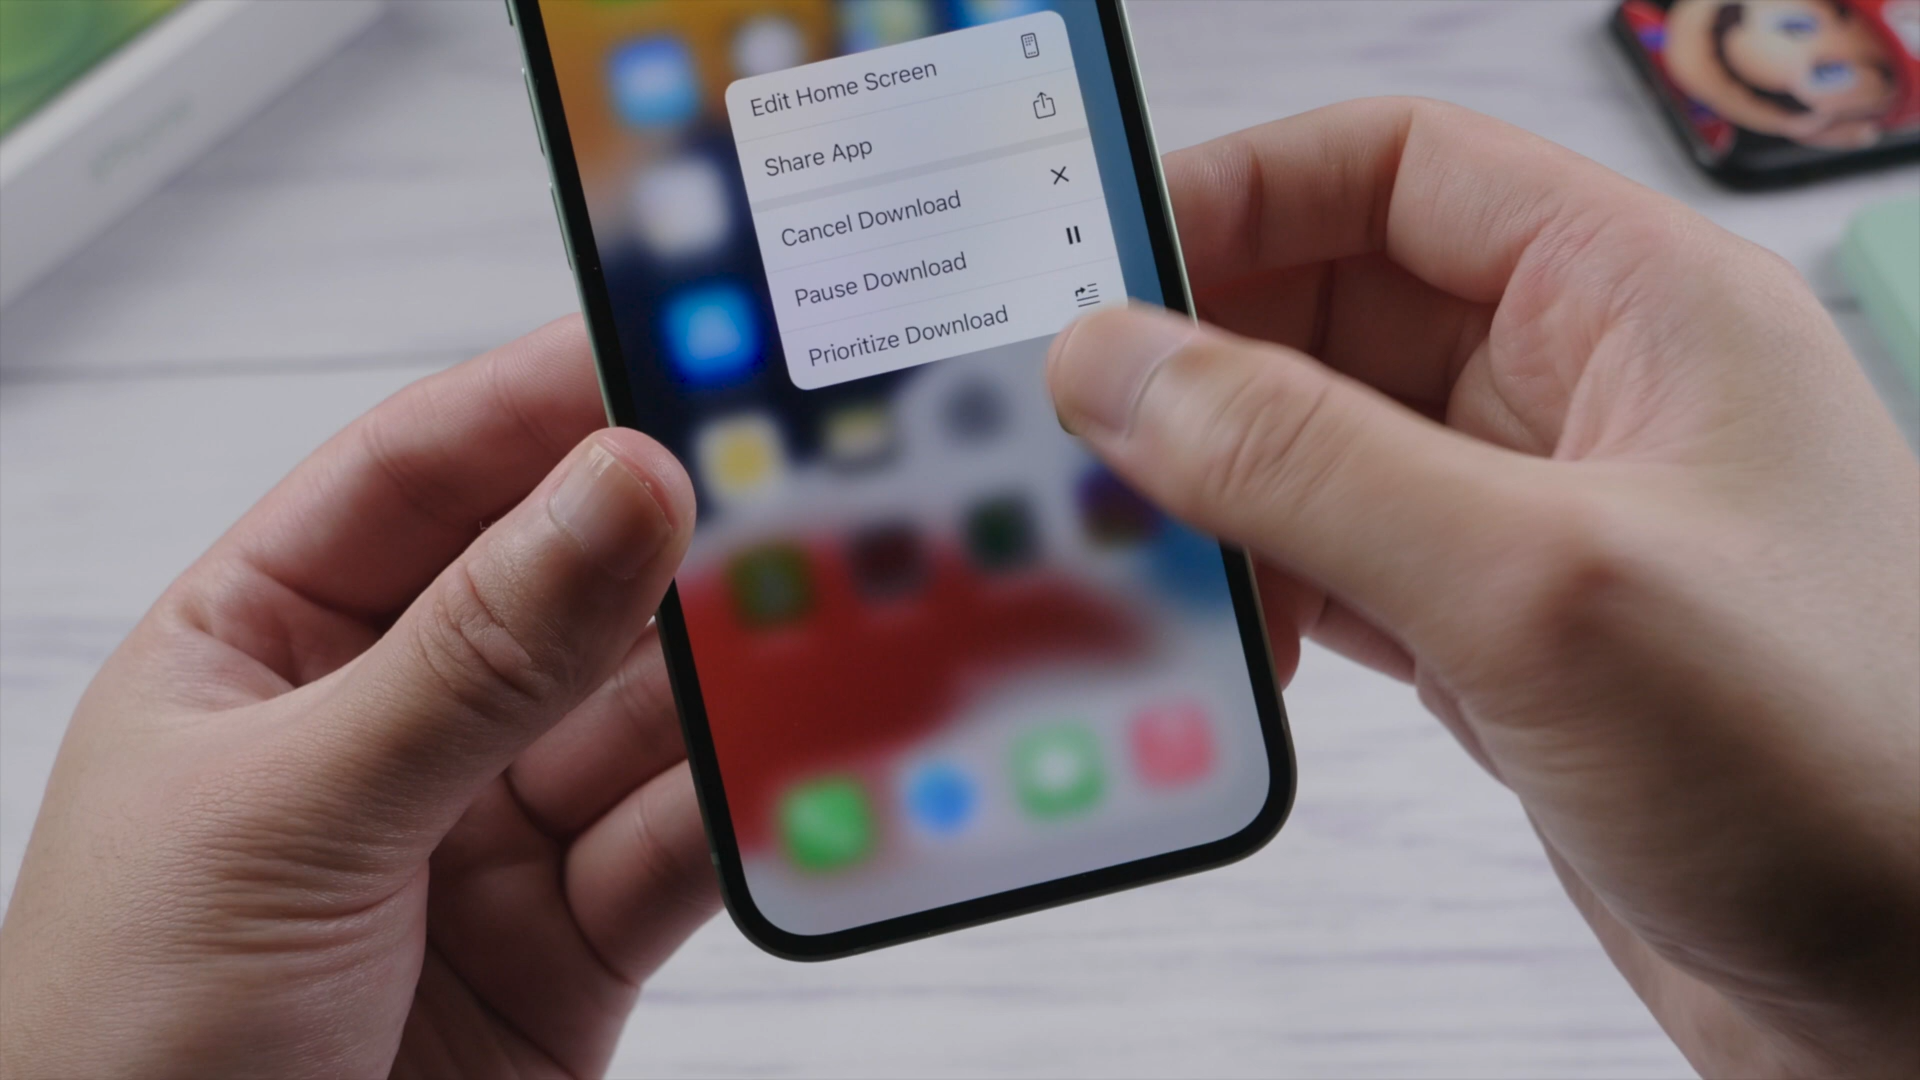 Edit Home Screen
Share App
Cancel Download
Pause Download
Prioritize Download